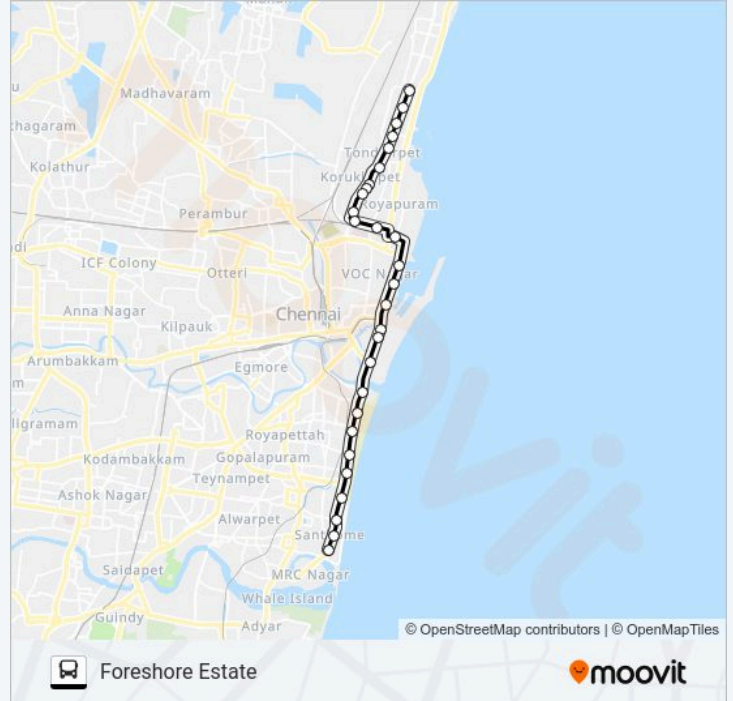 Madhavaram
Kolathur
Korukkupet
Royapuram
Perambur
ICF Colony
Otteri
VOC Nagar
Anna Nagar
Chennai
Kilpauk
Arumbakkam
Egmore
Royapettah
Kodambakkam
Gopalapuram
Teynampet
Ashok Nagar
Alwarpet
Saidapet
MRC Nagar
Whale Island
Guindy
Adyar
© OpenStreetMap contributors | © OpenMapTiles
Foreshore Estate
moovit